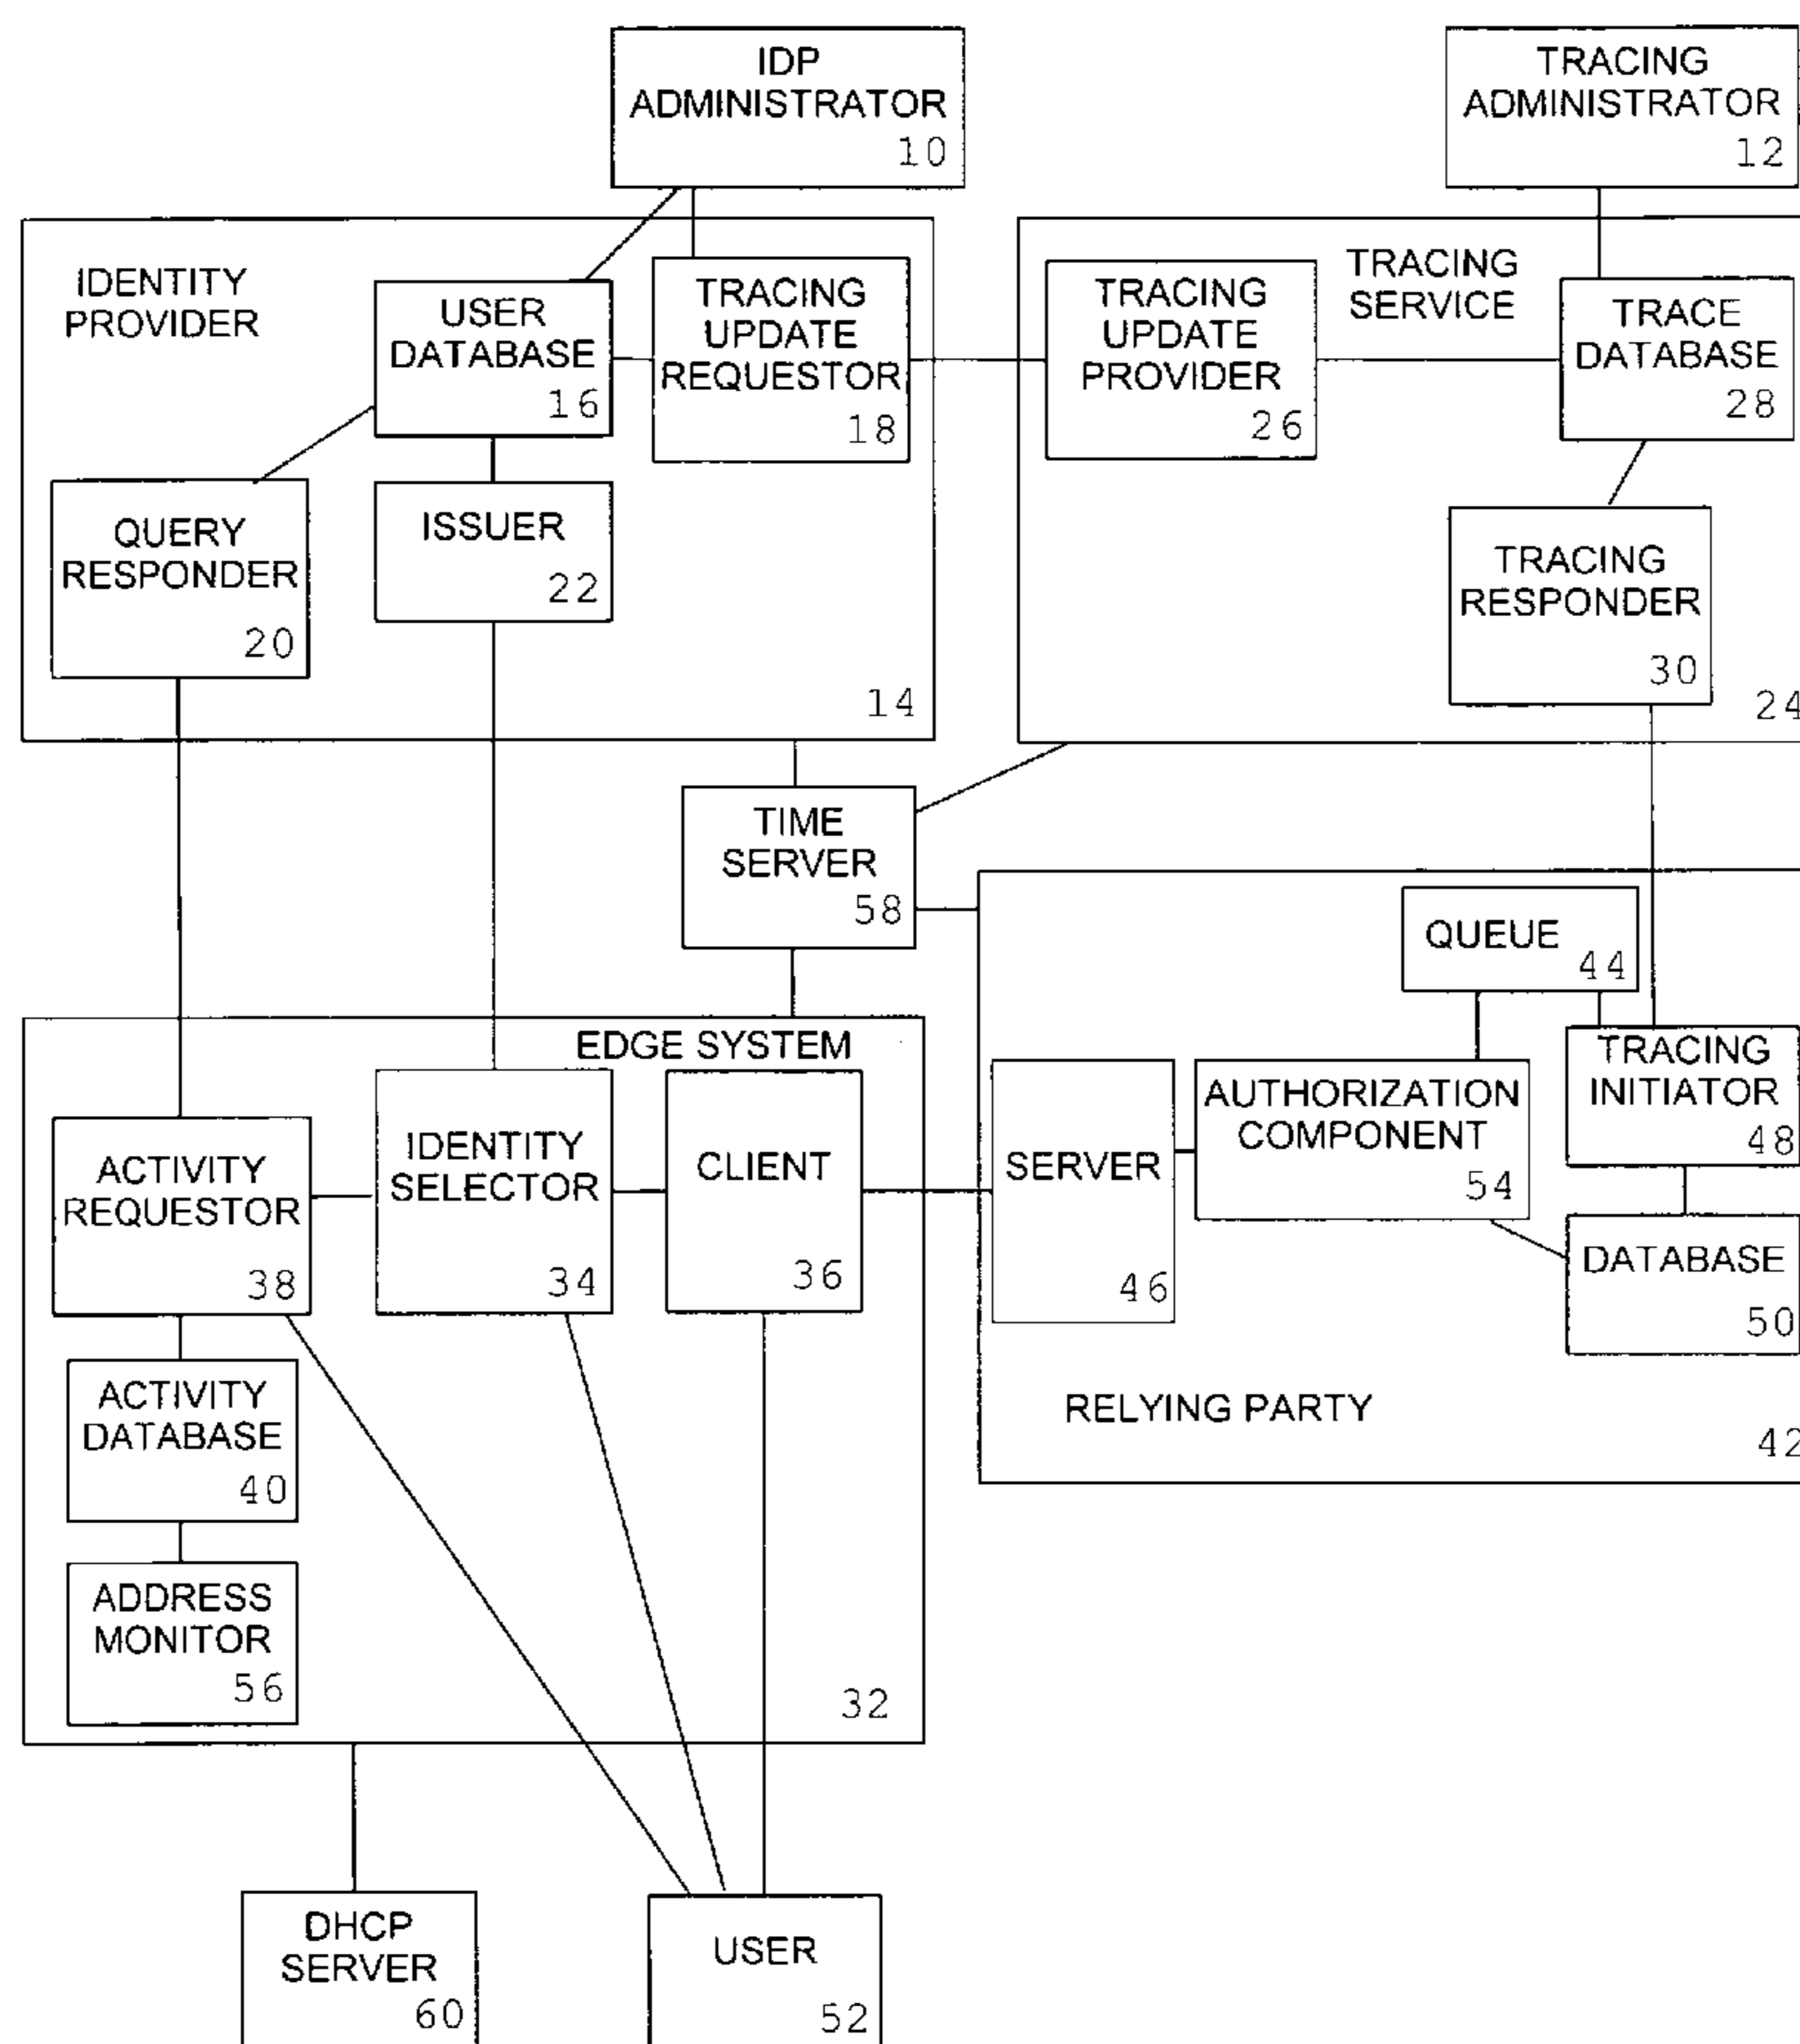 IDP
ADMINISTRATOR
10
TRACING
ADMINISTRATOR
12
IDENTITY
PROVIDER
USER
DATABASE
16
TRACING
UPDATE
REQUESTOR
18
QUERY
RESPONDER
20
ISSUER
22
14
TRACING
UPDATE
PROVIDER
26
TRACING
SERVICE
TRACE
DATABASE
28
TRACING
RESPONDER
30
24
TIME
SERVER
58
EDGE SYSTEM
ACTIVITY
REQUESTOR
38
IDENTITY
SELECTOR
34
CLIENT
36
ACTIVITY
DATABASE
40
ADDRESS
MONITOR
56
32
QUEUE
44
SERVER
46
AUTHORIZATION
COMPONENT
54
TRACING
INITIATOR
48
DATABASE
50
RELYING PARTY
42
DHCP
SERVER
60
USER
52